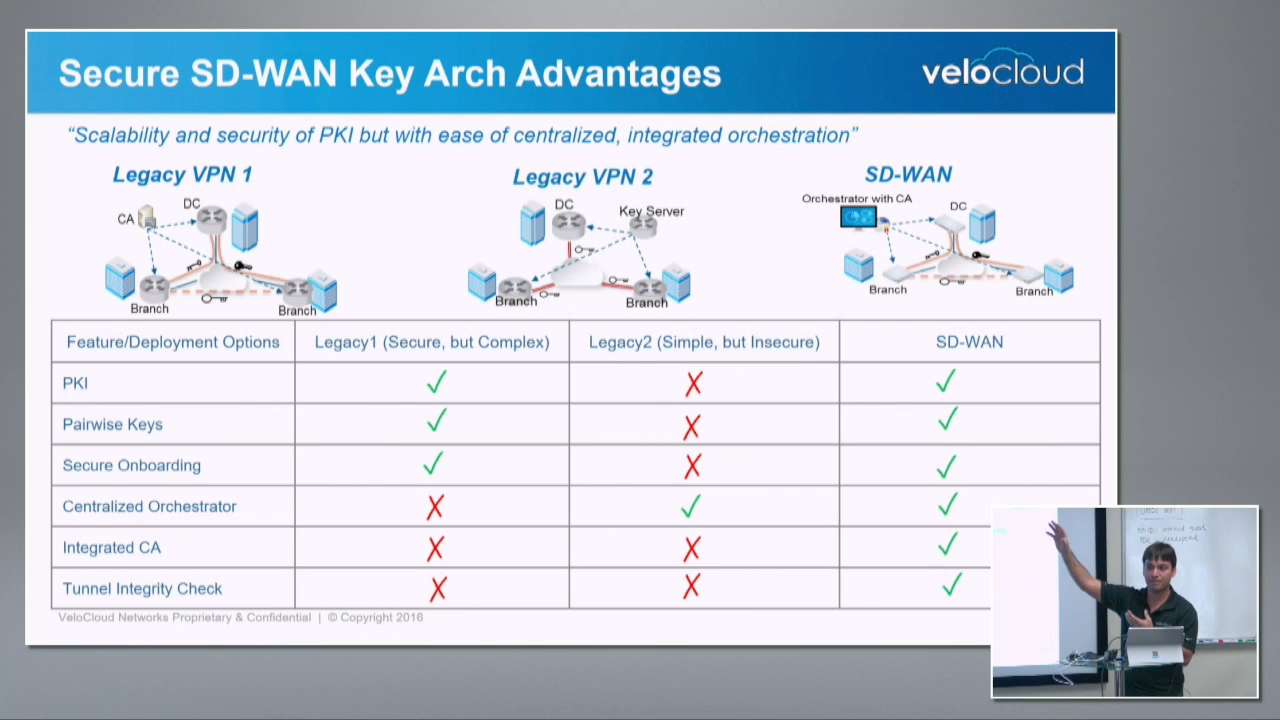 Secure SD-WAN Key Arch Advantages
velocloud
“Scalability and security of PKI but with ease of centralized, integrated orchestration”
Legacy VPN 1
Legacy VPN 2
SD-WAN
CA
DC
Branch
Branch
DC
Key Server
Branch
Branch
Orchestrator with CA
DC
Branch
Branch
Feature/Deployment Options Legacy1 (Secure, but Complex) Legacy2 (Simple, but Insecure) SD-WAN
PKI ✓ ✗ ✓
Pairwise Keys ✓ ✗ ✓
Secure Onboarding ✓ ✗ ✓
Centralized Orchestrator ✗ ✓ ✓
Integrated CA ✗ ✗ ✓
Tunnel Integrity Check ✗ ✗ ✓
VeloCloud Networks Proprietary & Confidential | © Copyright 2016